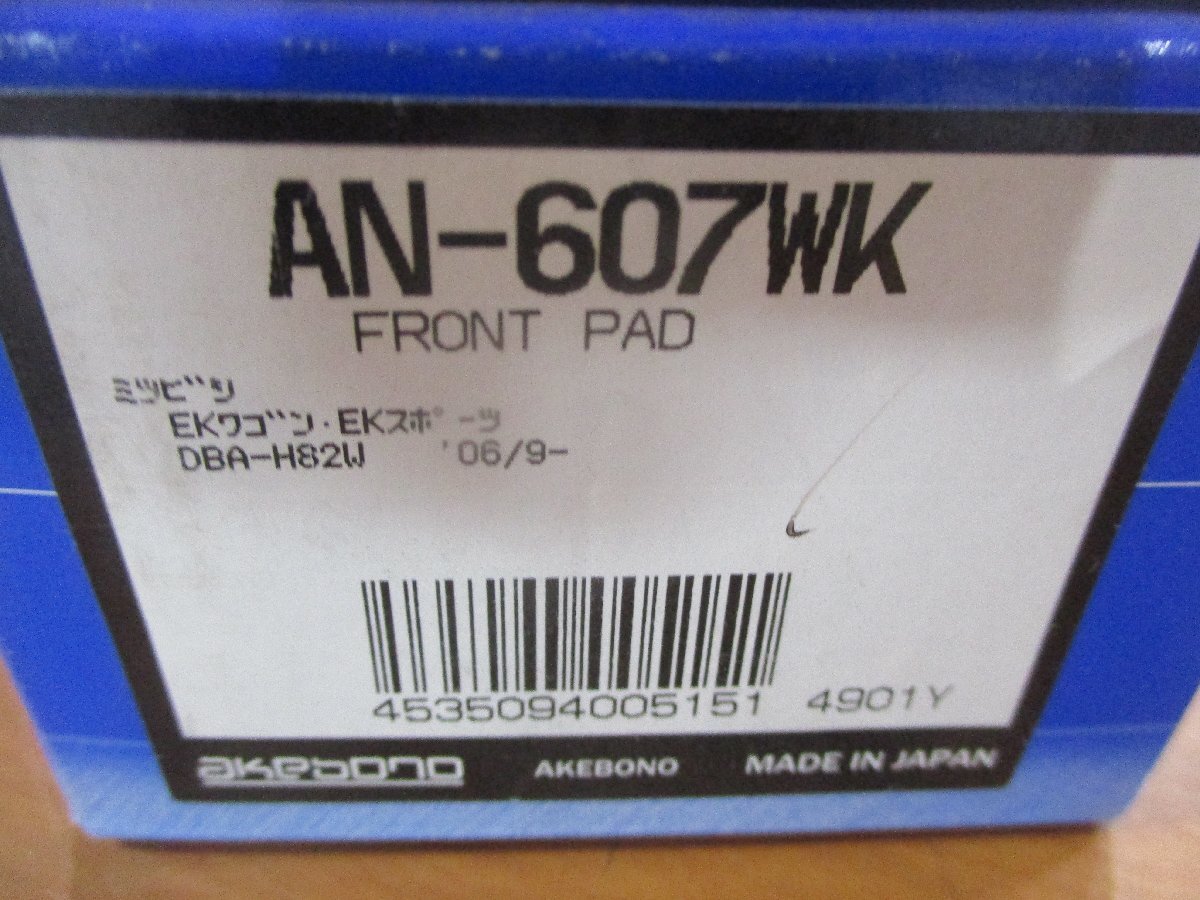 AN-607WK
FRONT PAD
ミツビシ
EKワゴン・EKスポーツ
DBA-H82W '06/9-
4535094005151 4901Y
akebono AKEBONO MADE IN JAPAN